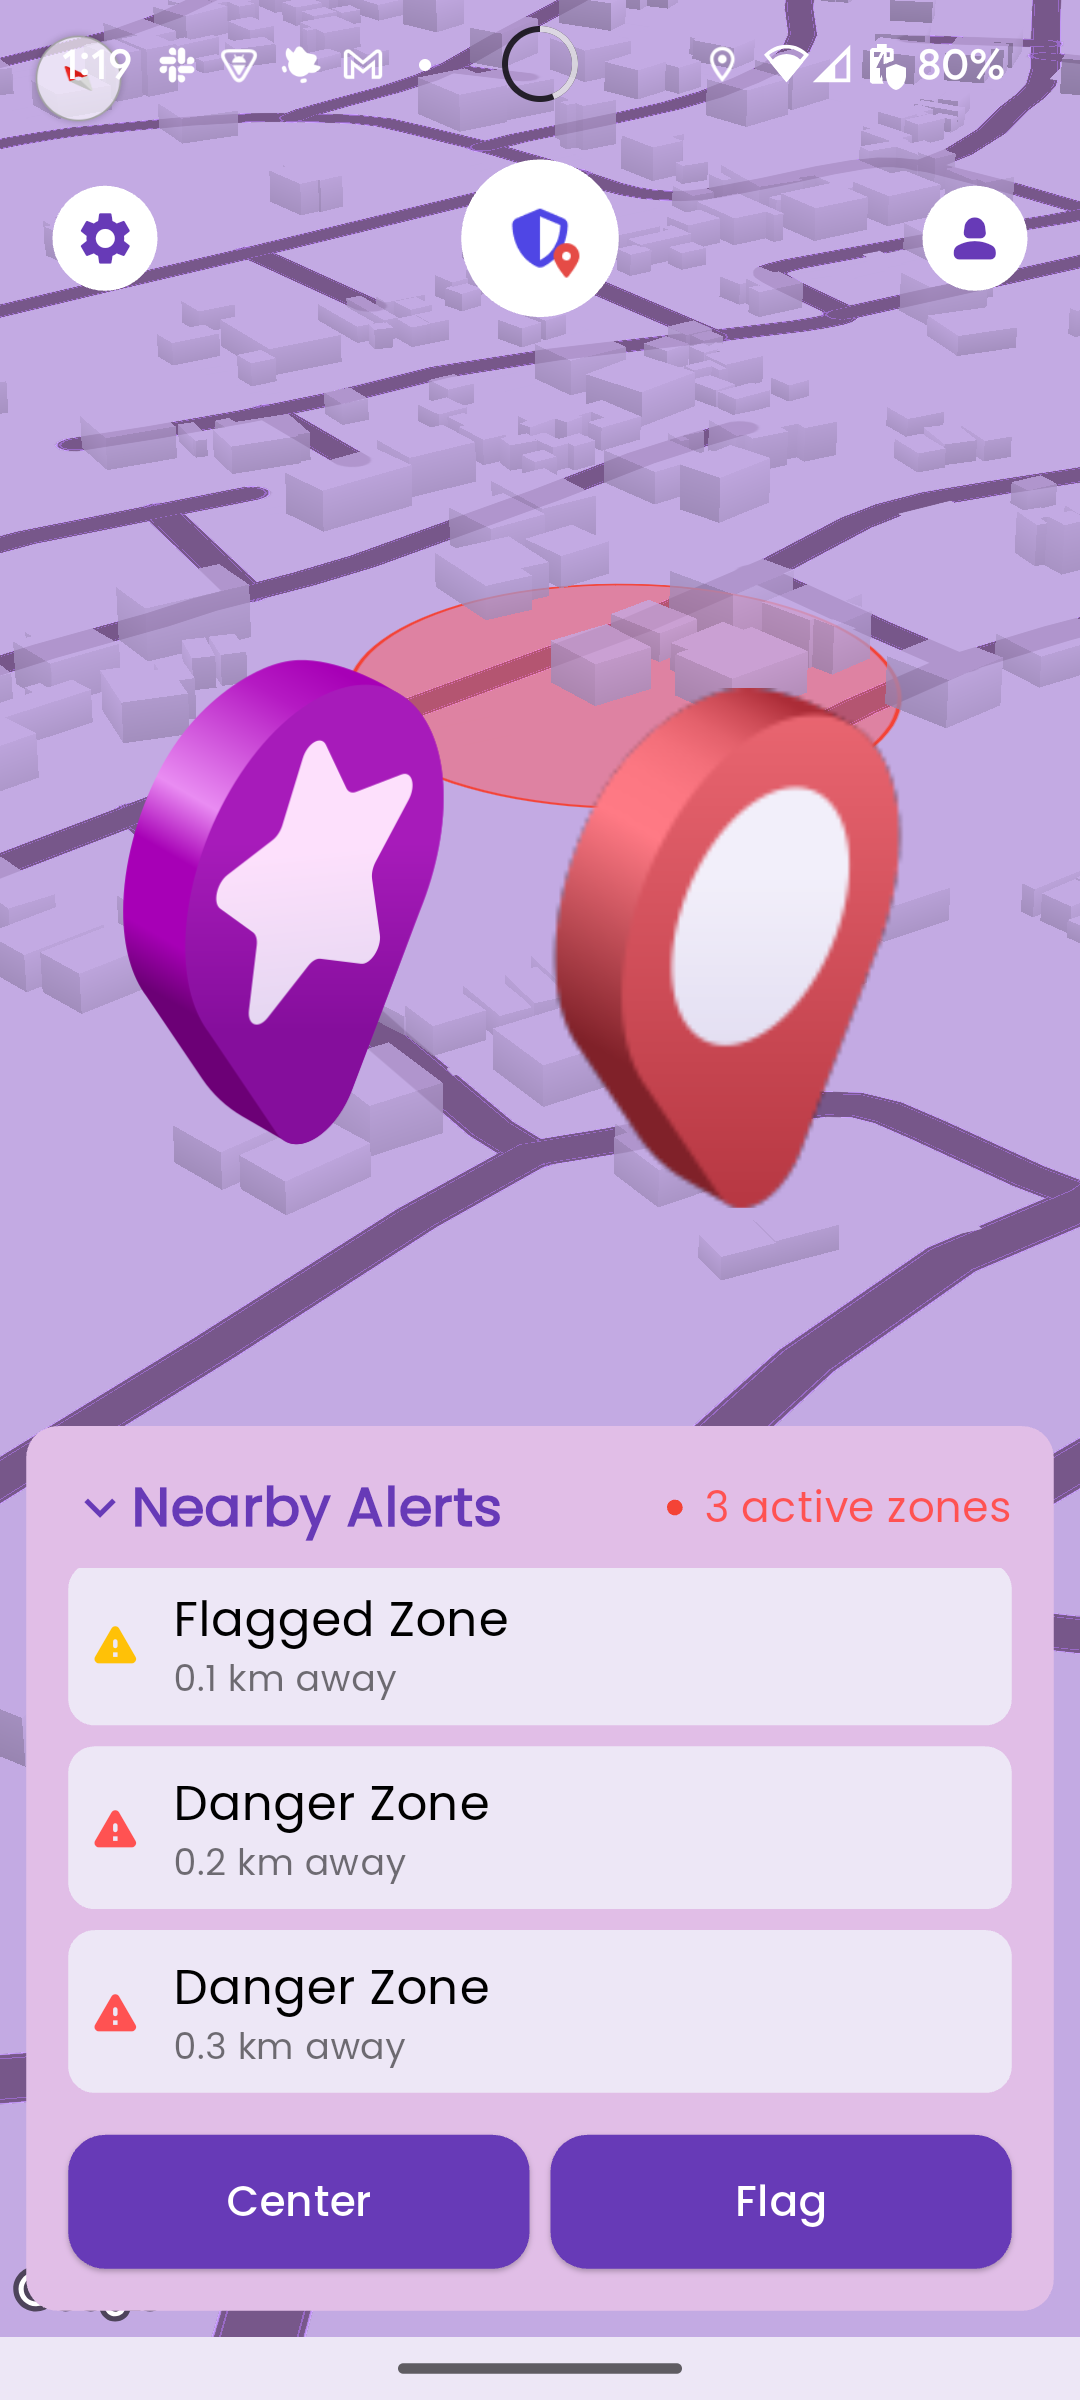 1:19
80%
Nearby Alerts
3 active zones
Flagged Zone
0.1 km away
Danger Zone
0.2 km away
Danger Zone
0.3 km away
Center
Flag